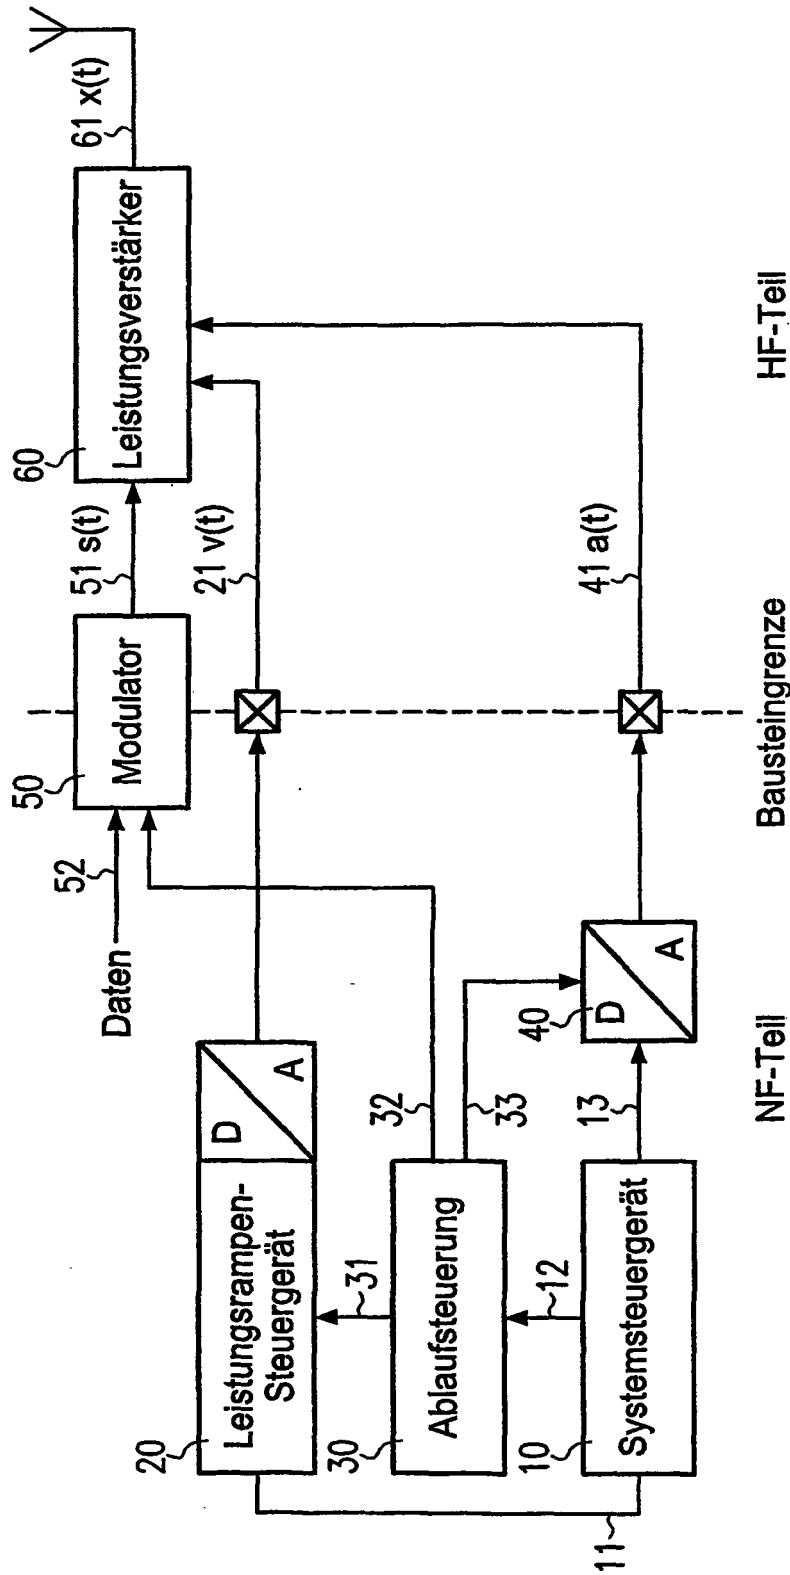 61 x(t)
60
Leistungsverstärker
51 s(t)
21 v(t)
41 a(t)
HF-Teil
50
Modulator
52
Daten
Bausteingrenze
20
Leistungsrampen-
Steuergerät
D
A
31
30
Ablaufsteuerung
32
33
12
10
Systemsteuergerät
13
40
D
A
11
NF-Teil